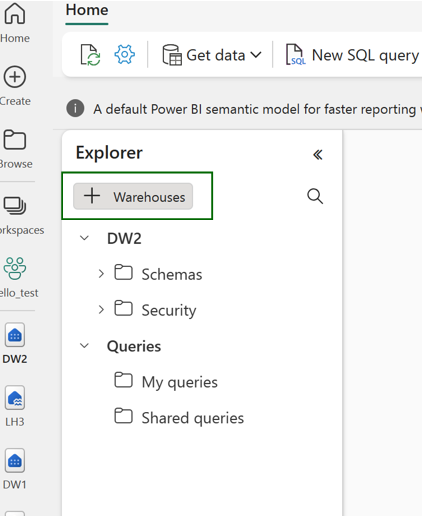 Home
Home
Get data
New SQL query
Create
A default Power BI semantic model for faster reporting
Explorer
Browse
+ Warehouses
DW2
rkspaces
Schemas
ello_test
Security
DW2
Queries
My queries
LH3
Shared queries
DW1